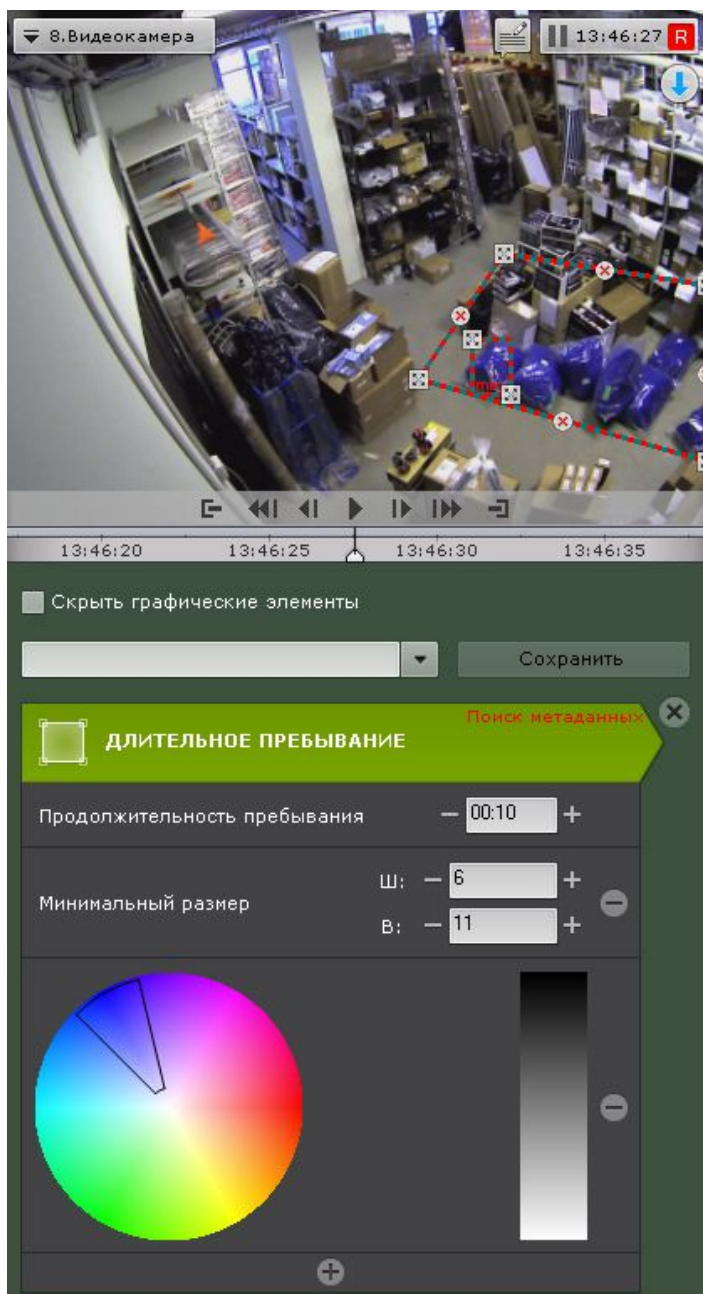 8.Видеокамера
13:46:27 R
min
13:46:20 13:46:25 13:46:30 13:46:35
Скрыть графические элементы
Сохранить
Поиск метаданных
ДЛИТЕЛЬНОЕ ПРЕБЫВАНИЕ
Продолжительность пребывания
00:10
Минимальный размер
Ш: 6
В: 11